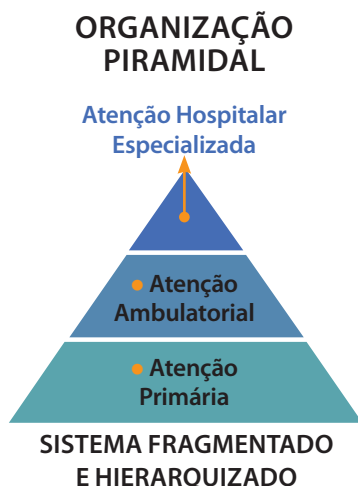 ORGANIZAÇÃO
PIRAMIDAL
Atenção Hospitalar
Especializada
Atenção
Ambulatorial
Atenção
Primária
SISTEMA FRAGMENTADO
E HIERARQUIZADO